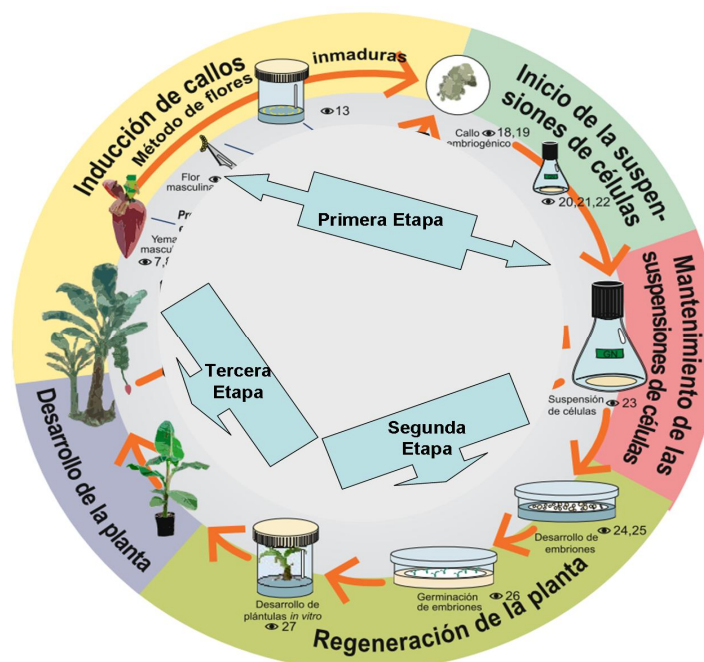 Inducción de callos
Método de flores
inmaduras
13
Flor
masculina
Yema
mascul
7,8
Callo 18,19
embriogénico
Inicio de la suspen-
siones de células
20,21,22
Primera Etapa
Mantenimiento de las
suspensiones de células
GN
GN
Suspensión 23
de células
Tercera
Etapa
Segunda
Etapa
Desarrollo de la planta
24,25
Desarrollo de
embriones
26
Germinación
de embriones
Desarrollo de
plántulas in vitro
27
Regeneración de la planta